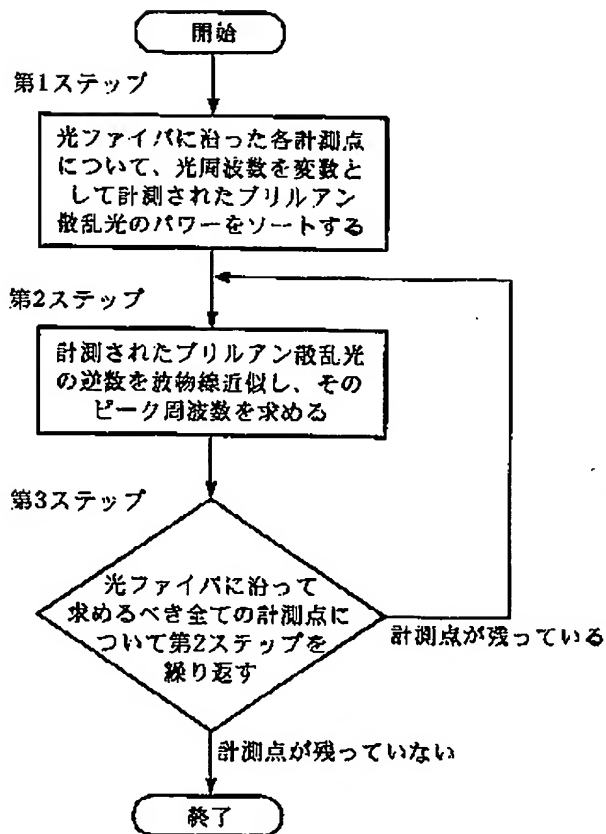 開始
第1ステップ
光ファイバに沿った各計測点
について、光周波数を変数と
して計測されたブリルアン
散乱光のパワーをソートする
第2ステップ
計測されたブリルアン散乱光
の逆数を放物線近似し、その
ピーク周波数を求める
第3ステップ
光ファイバに沿って
求めるべき全ての計測点に
ついて第2ステップを
繰り返す
計測点が残っている
計測点が残っていない
終了